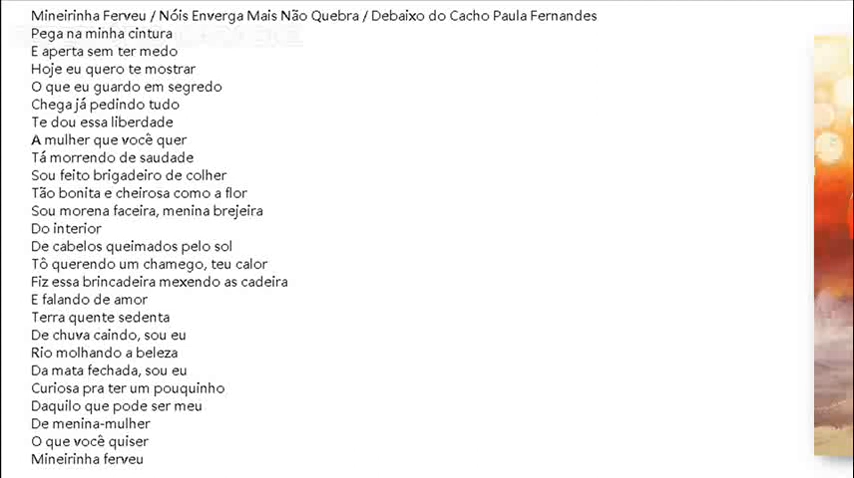 Mineirinha Ferveu / Nóis Enverga Mais Não Quebra / Debaixo do Cacho Paula Fernandes
Pega na minha cintura
E aperta sem ter medo
Hoje eu quero te mostrar
O que eu guardo em segredo
Chega já pedindo tudo
Te dou essa liberdade
A mulher que você quer
Tá morrendo de saudade
Sou feito brigadeiro de colher
Tão bonita e cheirosa como a flor
Sou morena faceira, menina brejeira
Do interior
De cabelos queimados pelo sol
Tô querendo um chamego, teu calor
Fiz essa brincadeira mexendo as cadeira
E falando de amor
Terra quente sedenta
De chuva caindo, sou eu
Rio molhando a beleza
Da mata fechada, sou eu
Curiosa pra ter um pouquinho
Daquilo que pode ser meu
De menina-mulher
O que você quiser
Mineirinha ferveu